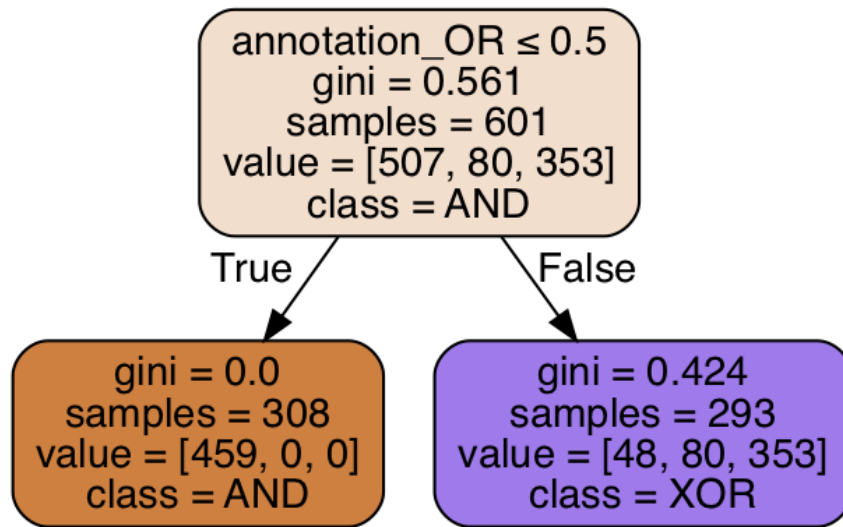 annotation_OR ≤ 0.5
gini = 0.561
samples = 601
value = [507, 80, 353]
class = AND
True
False
gini = 0.0
samples = 308
value = [459, 0, 0]
class = AND
gini = 0.424
samples = 293
value = [48, 80, 353]
class = XOR